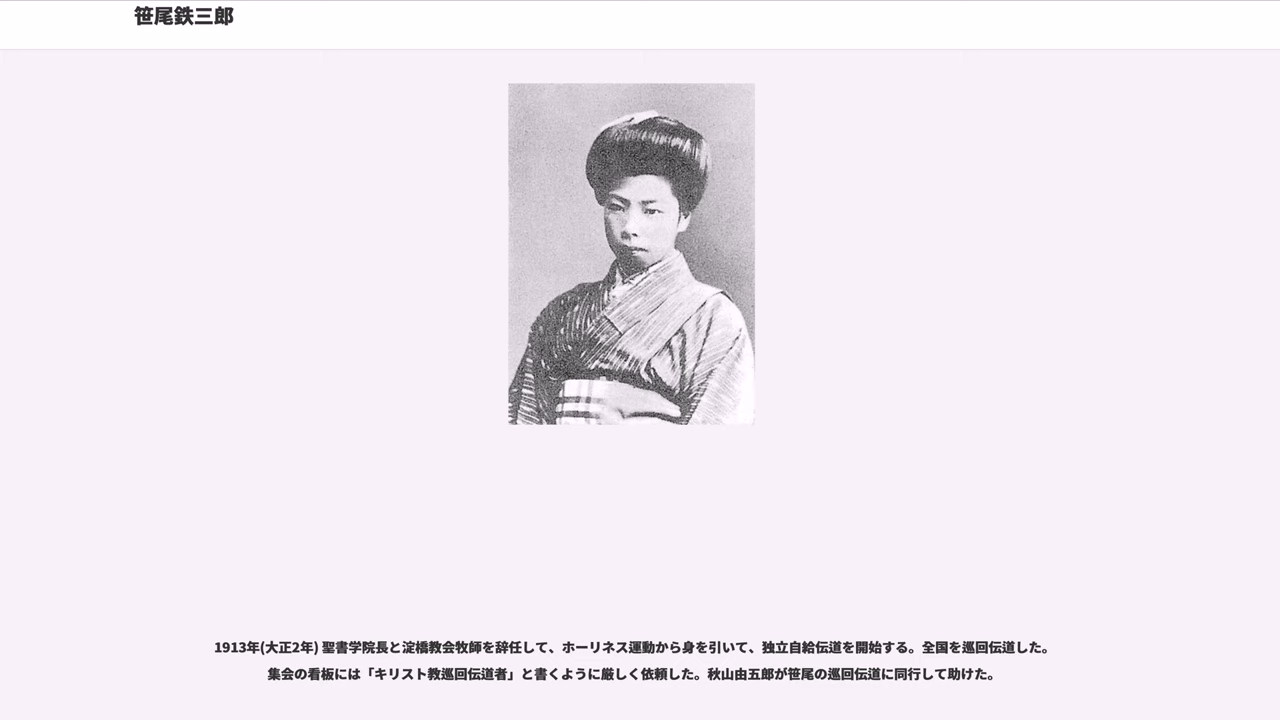 笹尾鉄三郎
1913年(大正2年) 聖書学院長と淀橋教会牧師を辞任して、ホーリネス運動から身を引いて、独立自給伝道を開始する。全国を巡回伝道した。
集会の看板には「キリスト教巡回伝道者」と書くように厳しく依頼した。秋山由五郎が笹尾の巡回伝道に同行して助けた。